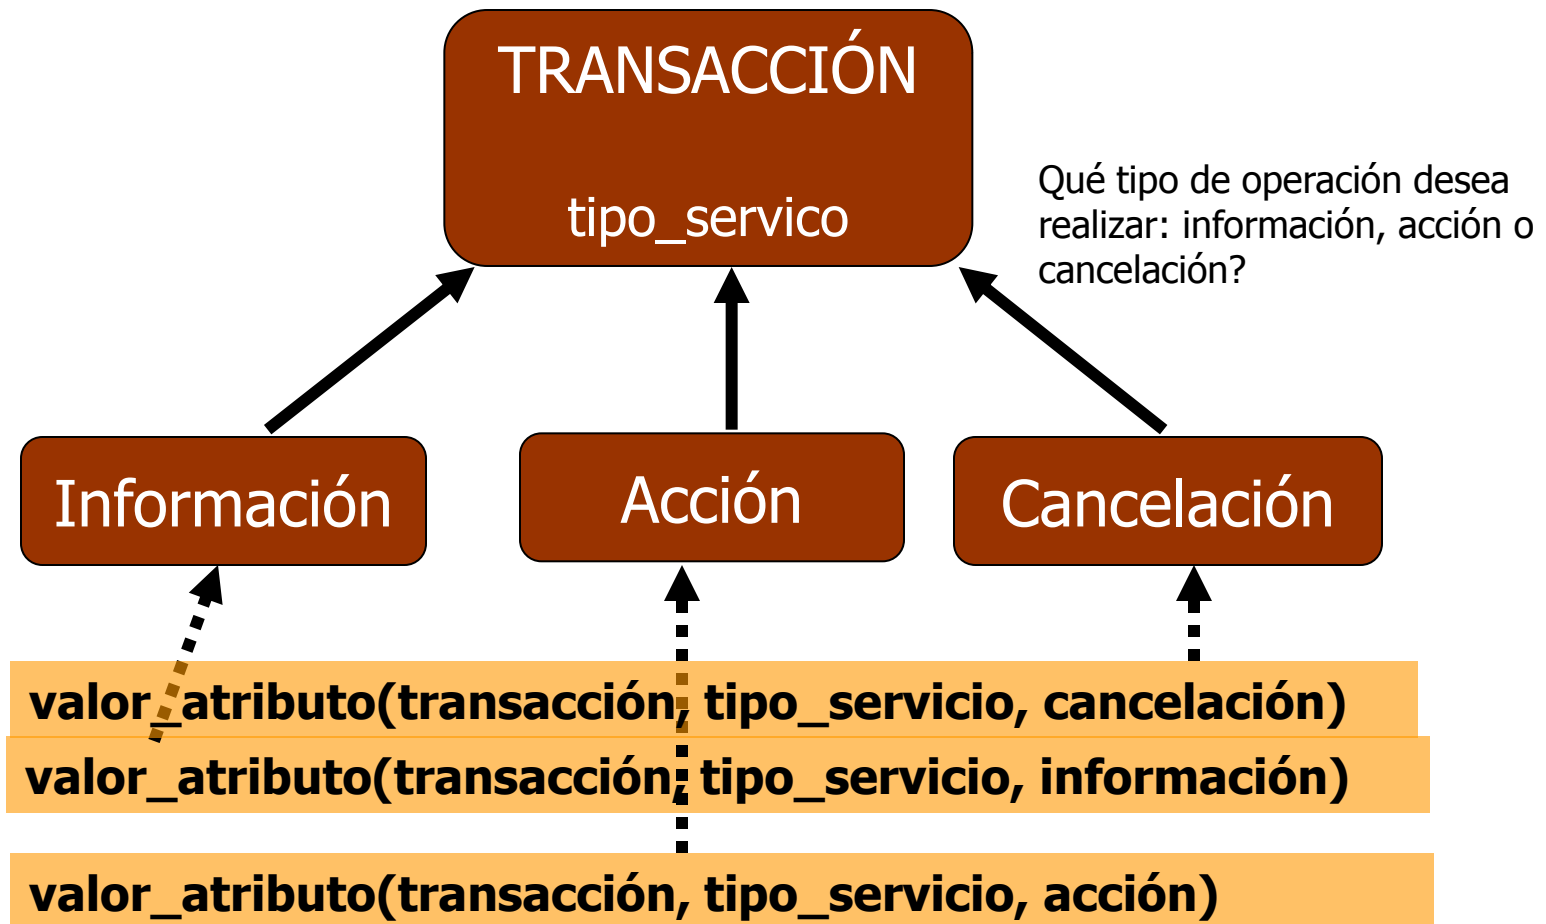 TRANSACCIÓN
tipo_servico
Qué tipo de operación desea
realizar: información, acción o
cancelación?
Información
Acción
Cancelación
valor_atributo(transacción, tipo_servicio, cancelación)
valor_atributo(transacción, tipo_servicio, información)
valor_atributo(transacción, tipo_servicio, acción)